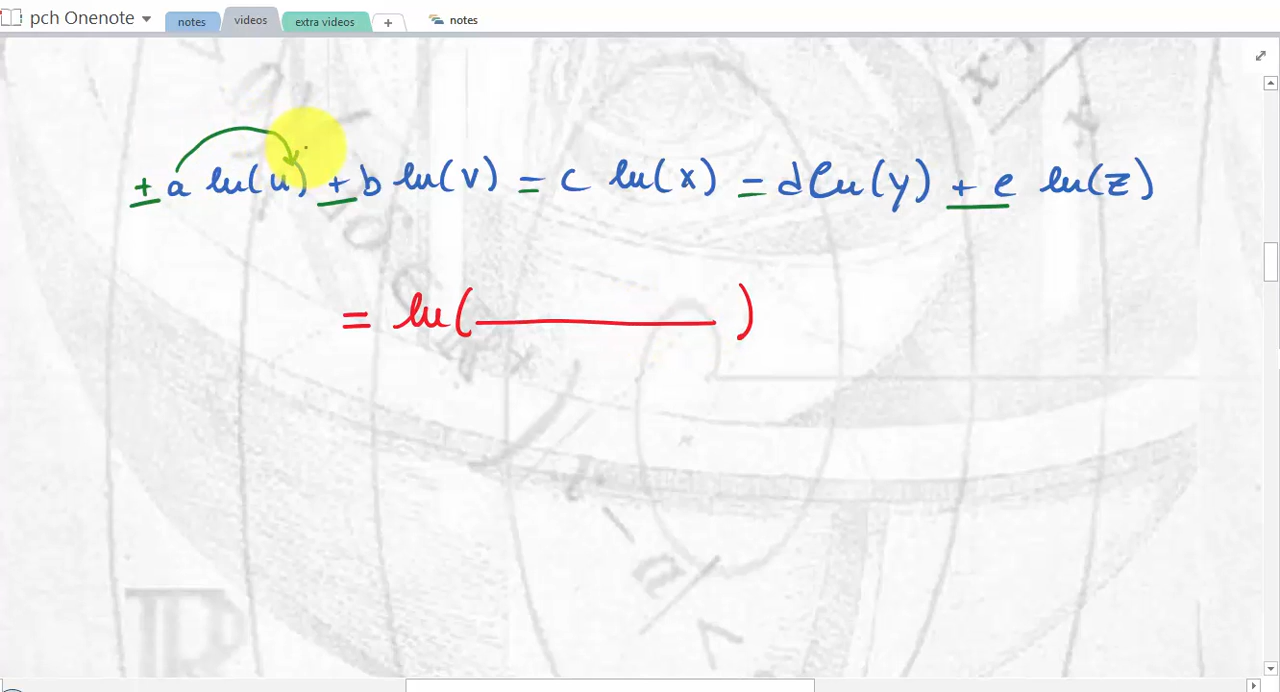 pch Onenote notes videos extra videos + notes
+ a ln(u) + b ln(v) = c ln(x) - d ln(y) + e ln(z)
= ln( )